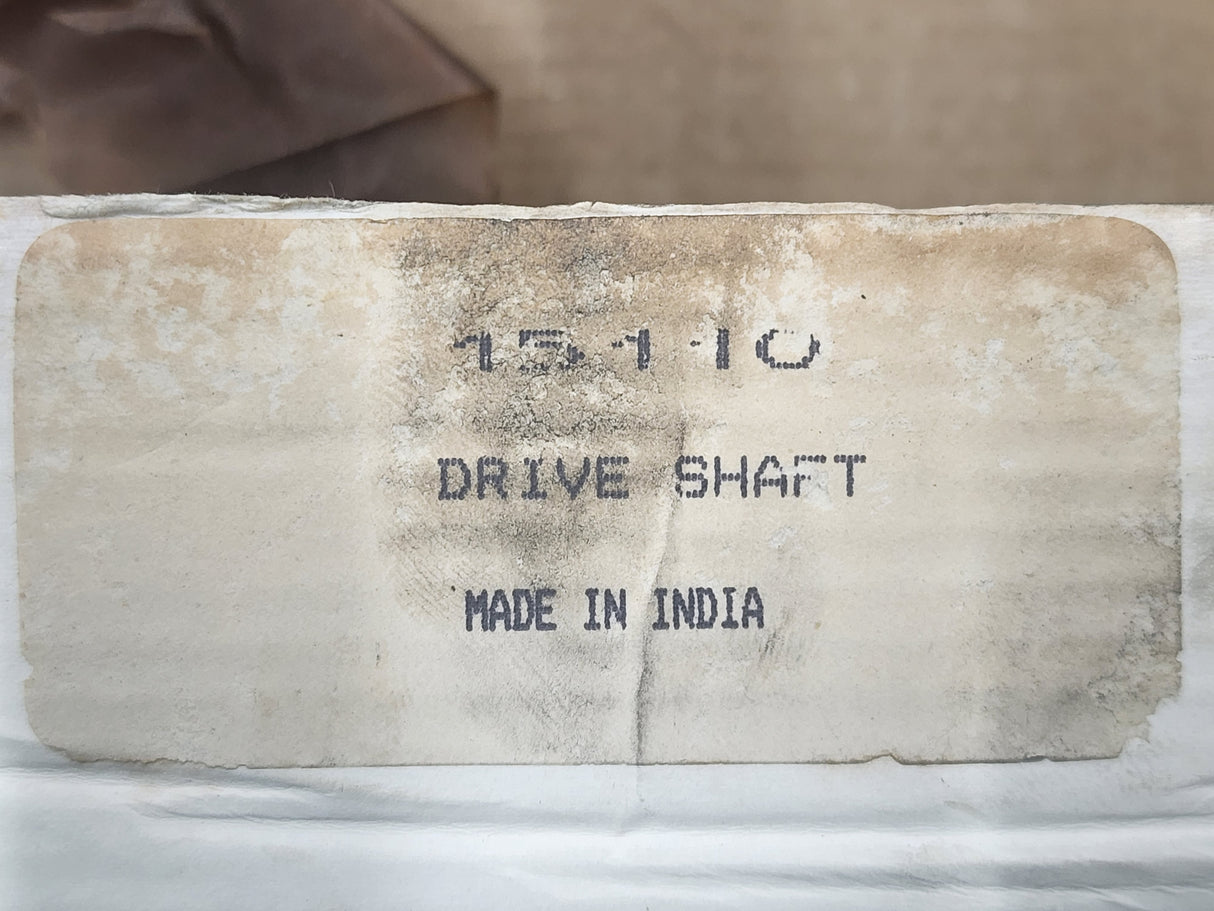 15110
DRIVE SHAFT
MADE IN INDIA